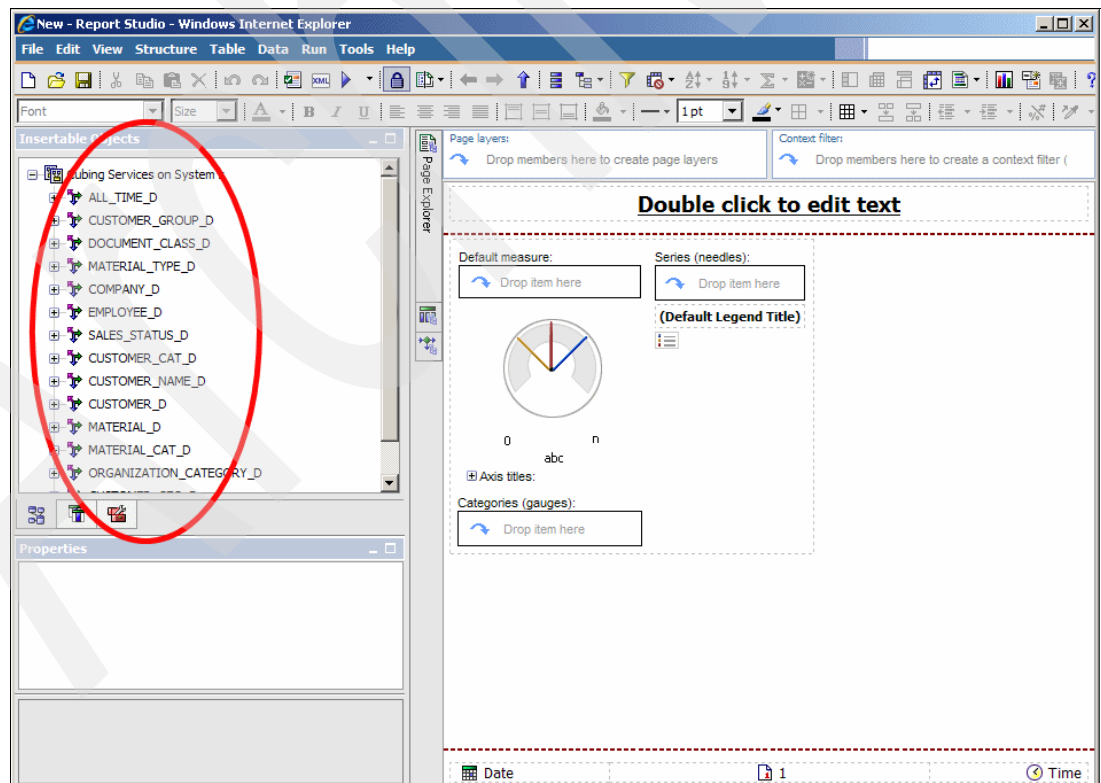 New - Report Studio - Windows Internet Explorer
File Edit View Structure Table Data Run Tools Help
Font Size A B I U 1 pt
Insertable Objects
Cubing Services on System
ALL_TIME_D
CUSTOMER_GROUP_D
DOCUMENT_CLASS_D
MATERIAL_TYPE_D
COMPANY_D
EMPLOYEE_D
SALES_STATUS_D
CUSTOMER_CAT_D
CUSTOMER_NAME_D
CUSTOMER_D
MATERIAL_D
MATERIAL_CAT_D
ORGANIZATION_CATEGORY_D
Properties
Page Explorer
Page layers:
Drop members here to create page layers
Context filter:
Drop members here to create a context filter (
Double click to edit text
Default measure:
Drop item here
Series (needles):
Drop item here
(Default Legend Title)
0 n
abc
Axis titles:
Categories (gauges):
Drop item here
Date 1 Time